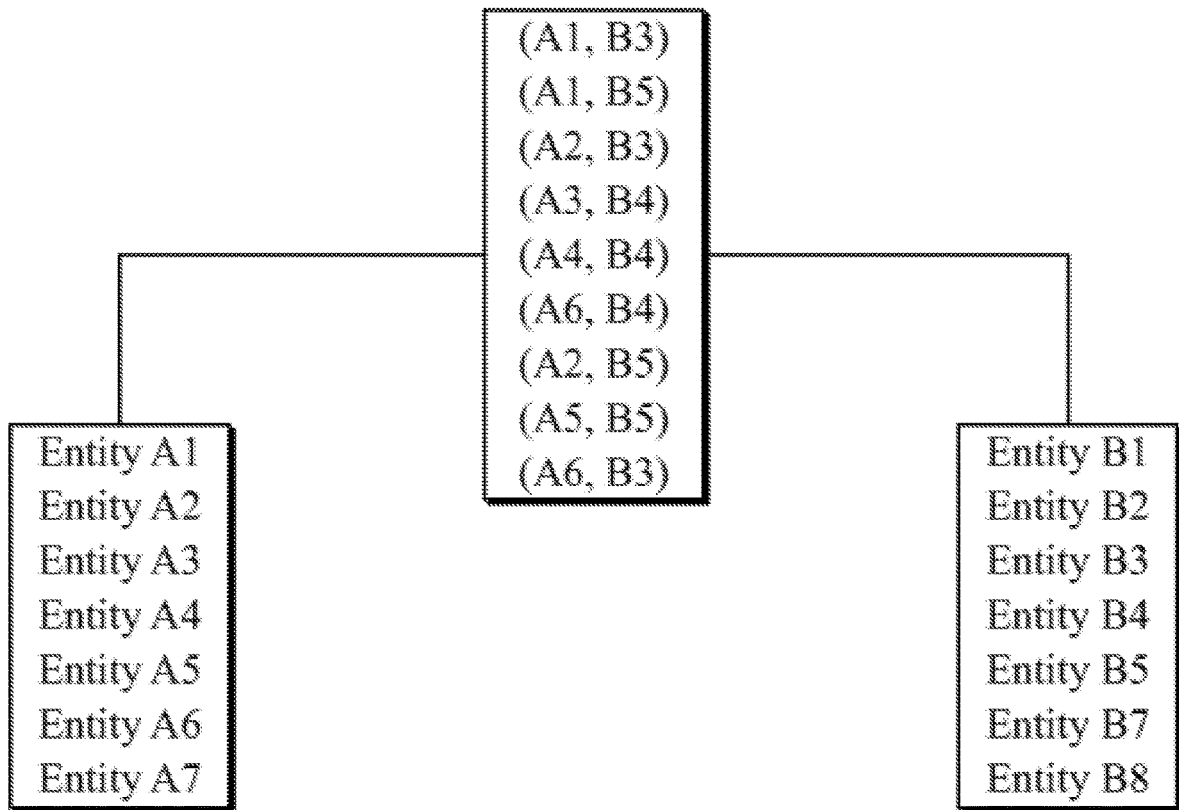 (A1, B3)
(A1, B5)
(A2, B3)
(A3, B4)
(A4, B4)
(A6, B4)
(A2, B5)
(A5, B5)
(A6, B3)
Entity A1
Entity A2
Entity A3
Entity A4
Entity A5
Entity A6
Entity A7
Entity B1
Entity B2
Entity B3
Entity B4
Entity B5
Entity B7
Entity B8